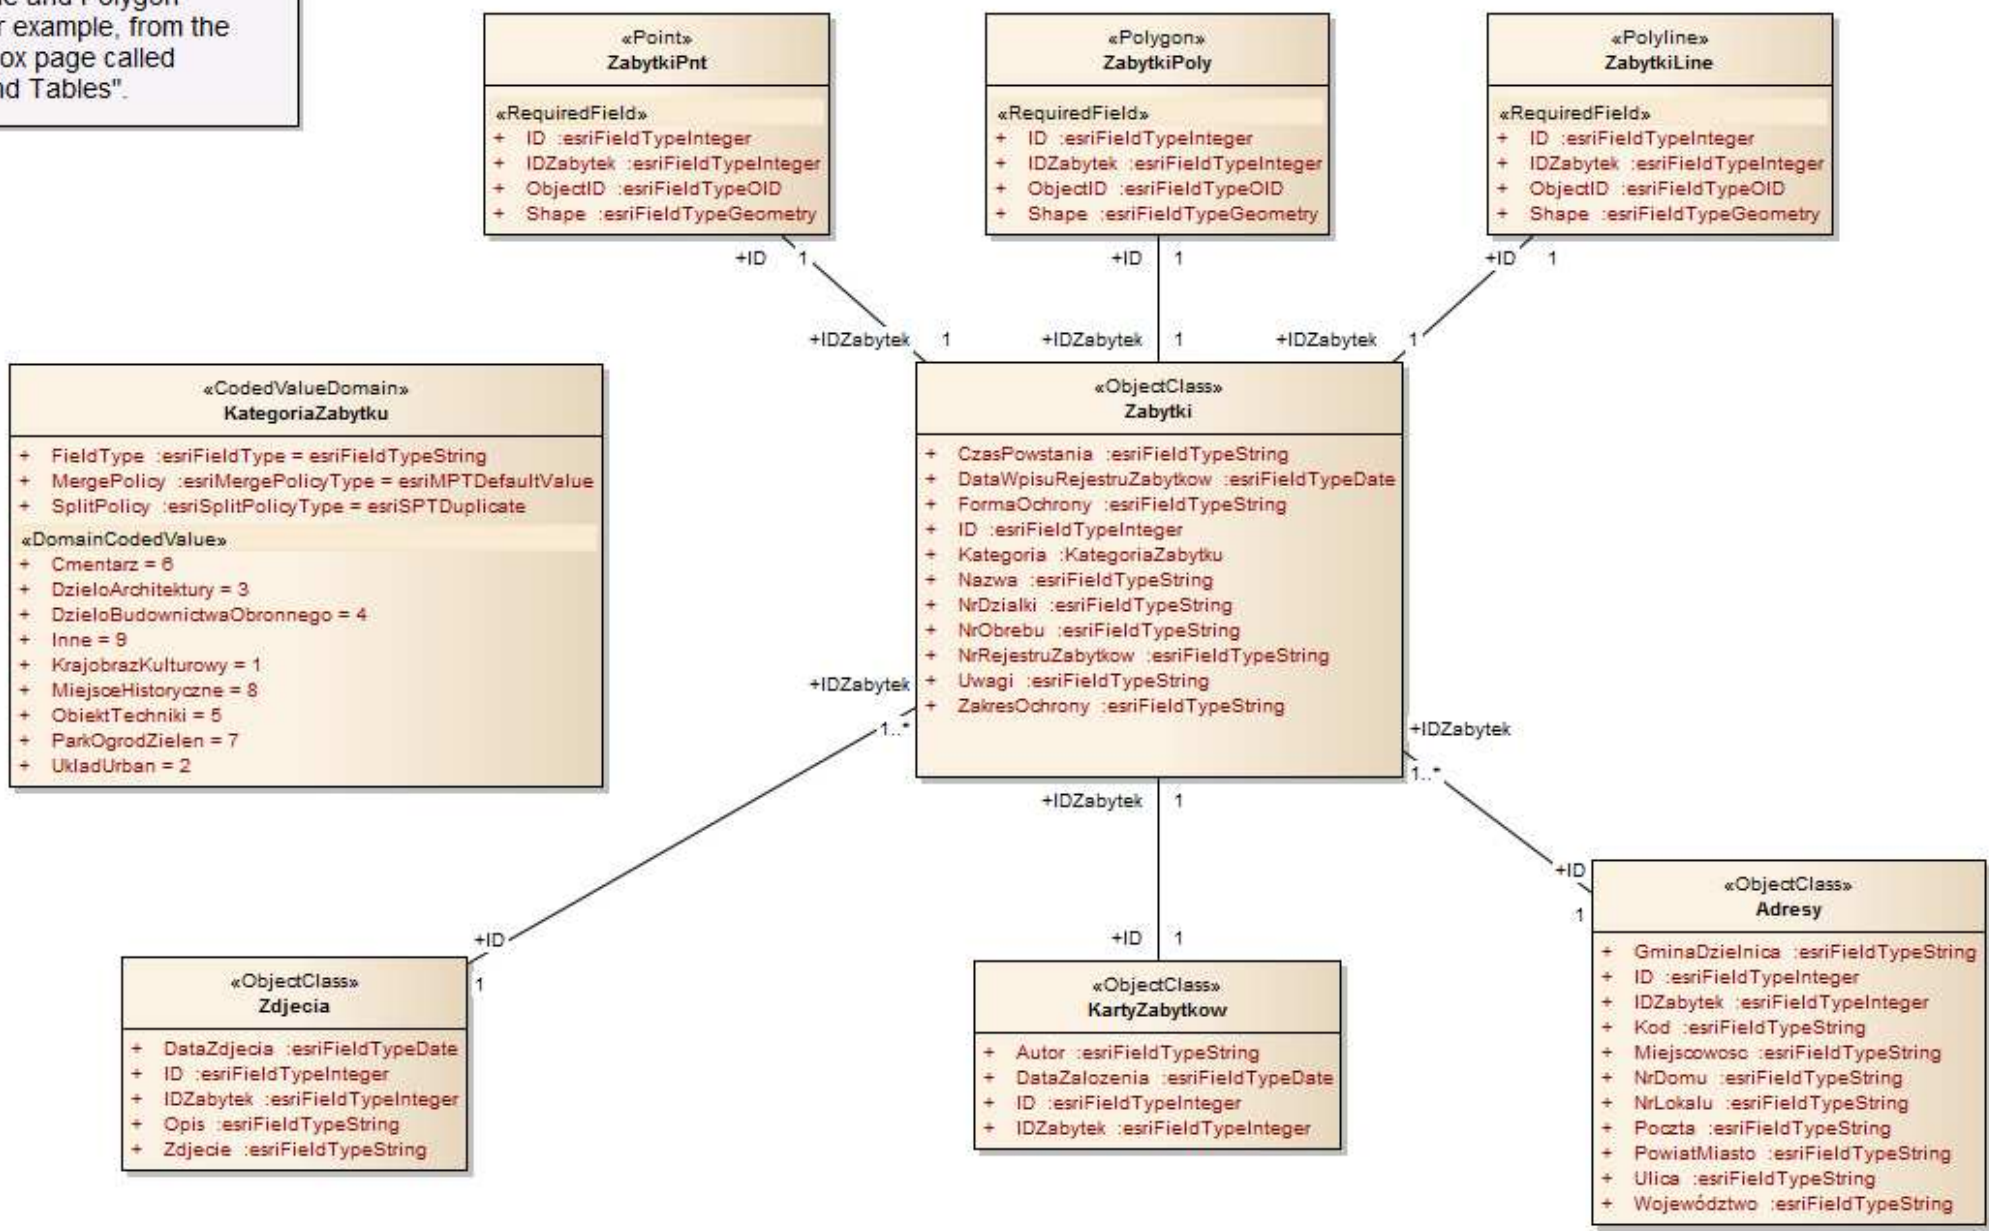 and Polygon
example, from the
ox page called
nd Tables".
«Point»
ZabytkiPnt
«RequiredField»
+ ID :esriFieldTypeInteger
+ IDZabytek :esriFieldTypeInteger
+ ObjectID :esriFieldTypeOID
+ Shape :esriFieldTypeGeometry
«Polygon»
ZabytkiPoly
«RequiredField»
+ ID :esriFieldTypeInteger
+ IDZabytek :esriFieldTypeInteger
+ ObjectID :esriFieldTypeOID
+ Shape :esriFieldTypeGeometry
«Polyline»
ZabytkiLine
«RequiredField»
+ ID :esriFieldTypeInteger
+ IDZabytek :esriFieldTypeInteger
+ ObjectID :esriFieldTypeOID
+ Shape :esriFieldTypeGeometry
+ID 1
+ID 1
+ID 1
+IDZabytek 1
+IDZabytek 1
+IDZabytek 1
«CodedValueDomain»
KategoriaZabytku
+ FieldType :esriFieldType = esriFieldTypeString
+ MergePolicy :esriMergePolicyType = esriMPTDefaultValue
+ SplitPolicy :esriSplitPolicyType = esriSPTDuplicate
«DomainCodedValue»
+ Cmentarz = 6
+ DzieloArchitektury = 3
+ DzieloBudownictwaObronnego = 4
+ Inne = 9
+ KrajobrazKulturowy = 1
+ MiejsceHistoryczne = 8
+ ObiektTechniki = 5
+ ParkOgrodZielen = 7
+ UkladUrban = 2
«ObjectClass»
Zabytki
+ CzasPowstania :esriFieldTypeString
+ DataWpisuRejestruZabytkow :esriFieldTypeDate
+ FormaOchrony :esriFieldTypeString
+ ID :esriFieldTypeInteger
+ Kategoria :KategoriaZabytku
+ Nazwa :esriFieldTypeString
+ NrDzialki :esriFieldTypeString
+ NrObrebu :esriFieldTypeString
+ NrRejestruZabytkow :esriFieldTypeString
+ Uwagi :esriFieldTypeString
+ ZakresOchrony :esriFieldTypeString
+IDZabytek
1..*
+IDZabytek
1..*
+IDZabytek 1
+ID
1
+ID 1
+ID
1
«ObjectClass»
Zdjecia
+ DataZdjecia :esriFieldTypeDate
+ ID :esriFieldTypeInteger
+ IDZabytek :esriFieldTypeInteger
+ Opis :esriFieldTypeString
+ Zdjecie :esriFieldTypeString
«ObjectClass»
KartyZabytkow
+ Autor :esriFieldTypeString
+ DataZalozenia :esriFieldTypeDate
+ ID :esriFieldTypeInteger
+ IDZabytek :esriFieldTypeInteger
«ObjectClass»
Adresy
+ GminaDzielnica :esriFieldTypeString
+ ID :esriFieldTypeInteger
+ IDZabytek :esriFieldTypeInteger
+ Kod :esriFieldTypeString
+ Miejscowosc :esriFieldTypeString
+ NrDomu :esriFieldTypeString
+ NrLokalu :esriFieldTypeString
+ Poczta :esriFieldTypeString
+ PowiatMiasto :esriFieldTypeString
+ Ulica :esriFieldTypeString
+ Województwo :esriFieldTypeString